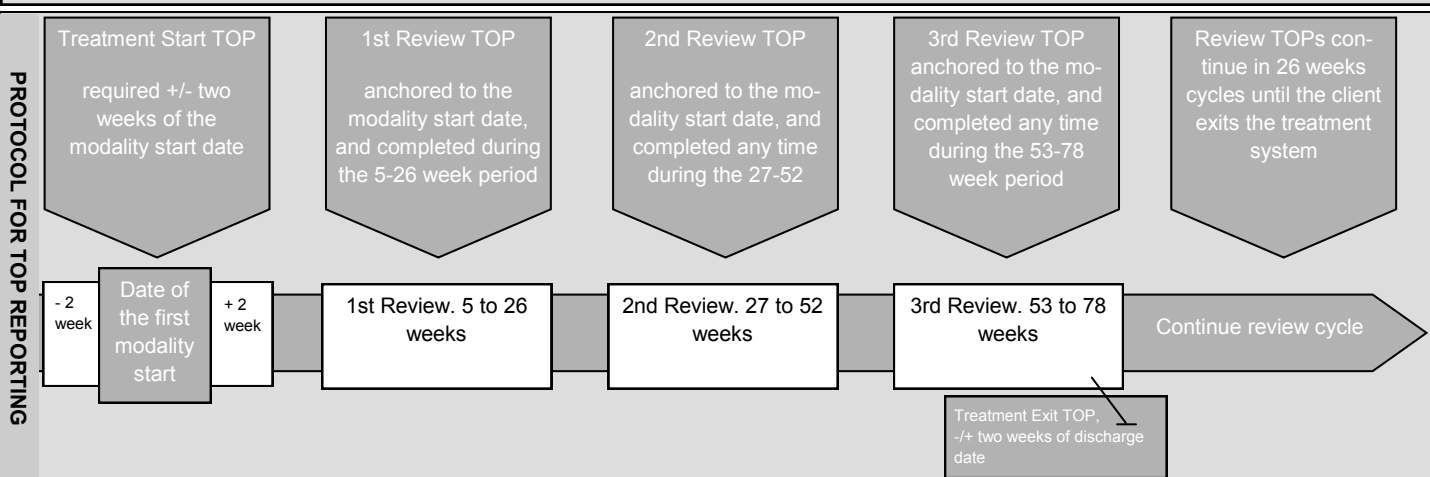 PROTOCOL FOR TOP REPORTING
Treatment Start TOP
required +/- two
weeks of the
modality start date
1st Review TOP
anchored to the
modality start date,
and completed during
the 5-26 week period
2nd Review TOP
anchored to the mo-
dality start date, and
completed any time
during the 27-52
3rd Review TOP
anchored to the mo-
dality start date, and
completed any time
during the 53-78
week period
Review TOPs con-
tinue in 26 weeks
cycles until the client
exits the treatment
system
- 2
week
Date of
the first
modality
start
+ 2
week
1st Review. 5 to 26
weeks
2nd Review. 27 to 52
weeks
3rd Review. 53 to 78
weeks
Continue review cycle
Treatment Exit TOP,
-/+ two weeks of discharge
date